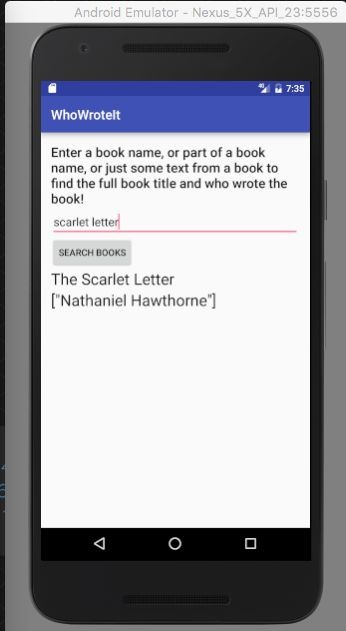 Android Emulator - Nexus_5X_API_23:5556
7:35
WhoWroteIt
Enter a book name, or part of a book
name, or just some text from a book to
find the full book title and who wrote the
book!
scarlet letter
SEARCH BOOKS
The Scarlet Letter
["Nathaniel Hawthorne"]